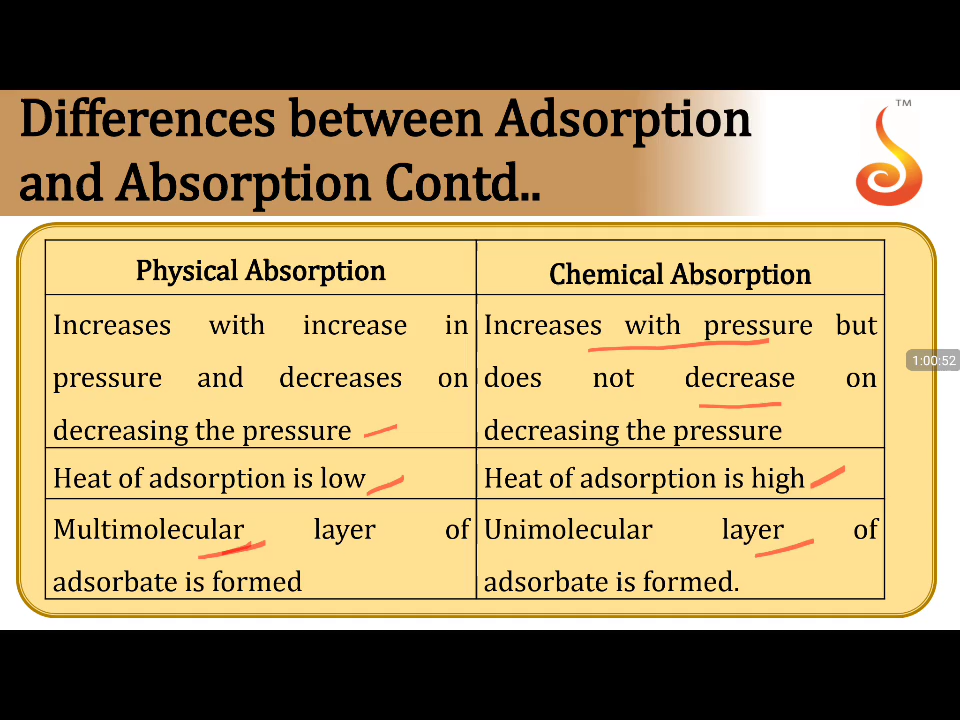 Differences between Adsorption
and Absorption Contd..
TM
Physical Absorption
Chemical Absorption
Increases with increase in
pressure and decreases on
decreasing the pressure
Increases with pressure but
does not decrease on
decreasing the pressure
1:00:52
Heat of adsorption is low
Heat of adsorption is high
Multimolecular layer of
adsorbate is formed
Unimolecular layer of
adsorbate is formed.